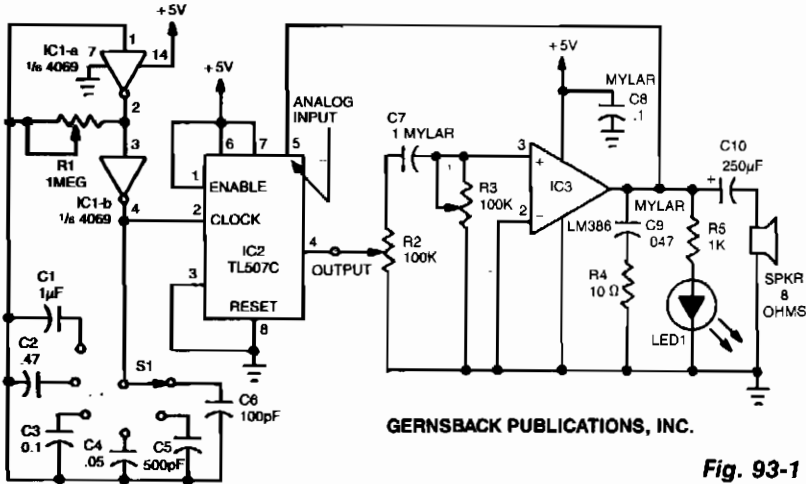 +5V
IC1-a
1/6 4069
7
1
14
2
R1
1MEG
3
IC1-b
1/6 4069
4
+5V
6
7
5
ANALOG
INPUT
1
ENABLE
2
CLOCK
IC2
TL507C
4
OUTPUT
3
RESET
8
C1
1µF
C2
.47
C3
0.1
C4
.05
C5
500pF
S1
C6
100pF
C7
1 MYLAR
R2
100K
R3
100K
+5V
MYLAR
C8
.1
3
+
2
−
IC3
LM386
MYLAR
C9
.047
R4
10 Ω
R5
1K
LED1
C10
250µF
+
SPKR
8
OHMS
GERNSBACK PUBLICATIONS, INC.
Fig. 93-1